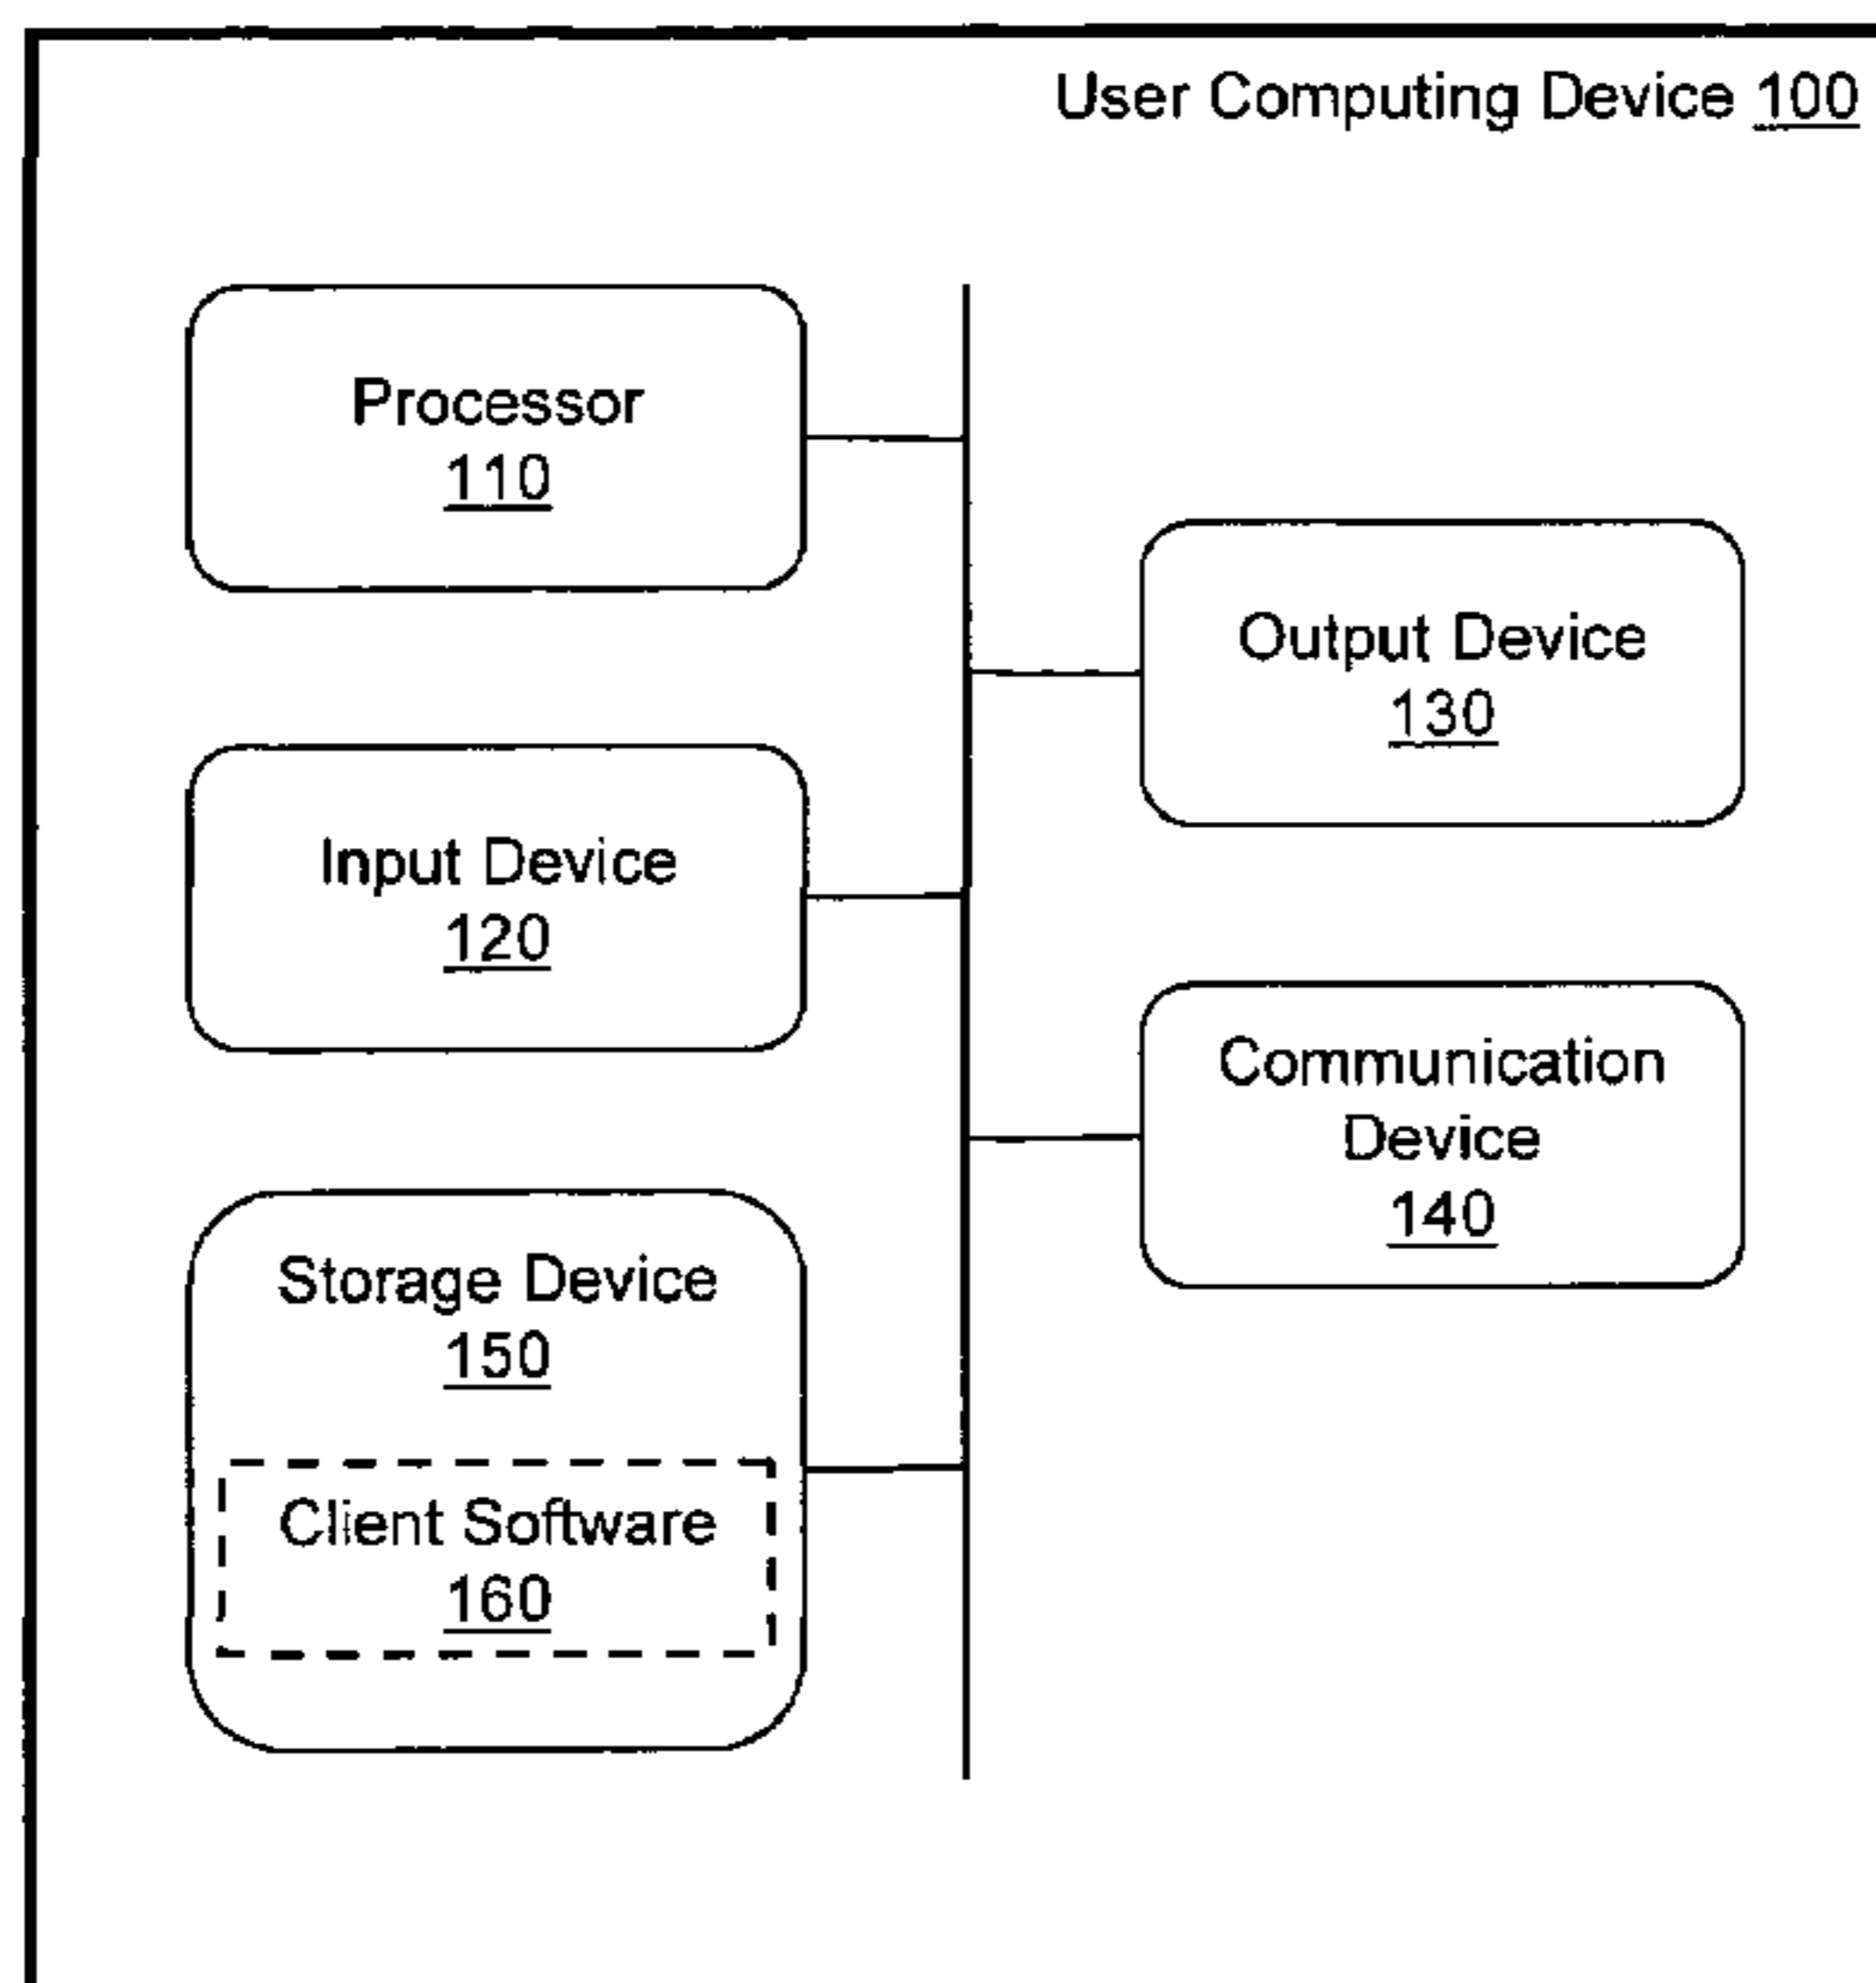 User Computing Device 100
Processor
110
Output Device
130
Input Device
120
Communication
Device
140
Storage Device
150
Client Software
160